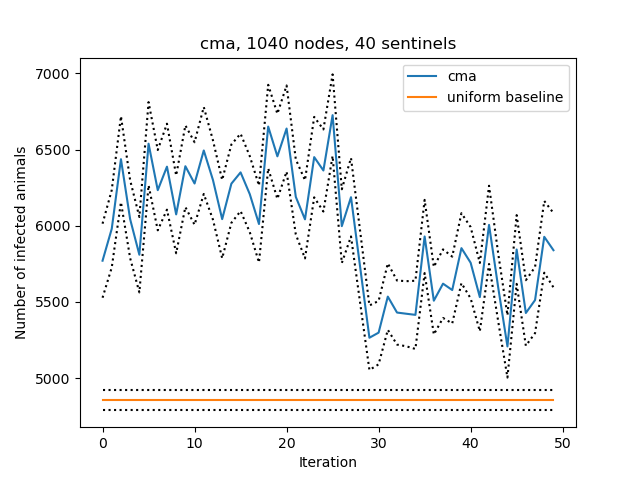 cma, 1040 nodes, 40 sentinels
7000
6500
6000
5500
5000
Number of infected animals
cma
uniform baseline
0
10
20
30
40
50
Iteration